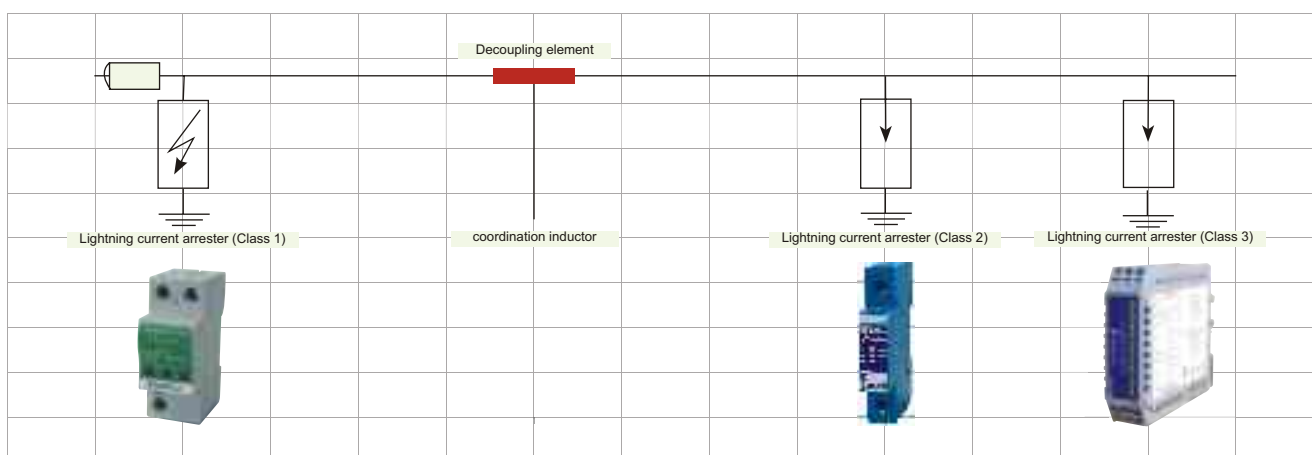 Decoupling element
Lightning current arrester (Class 1)
coordination inductor
Lightning current arrester (Class 2)
Lightning current arrester (Class 3)